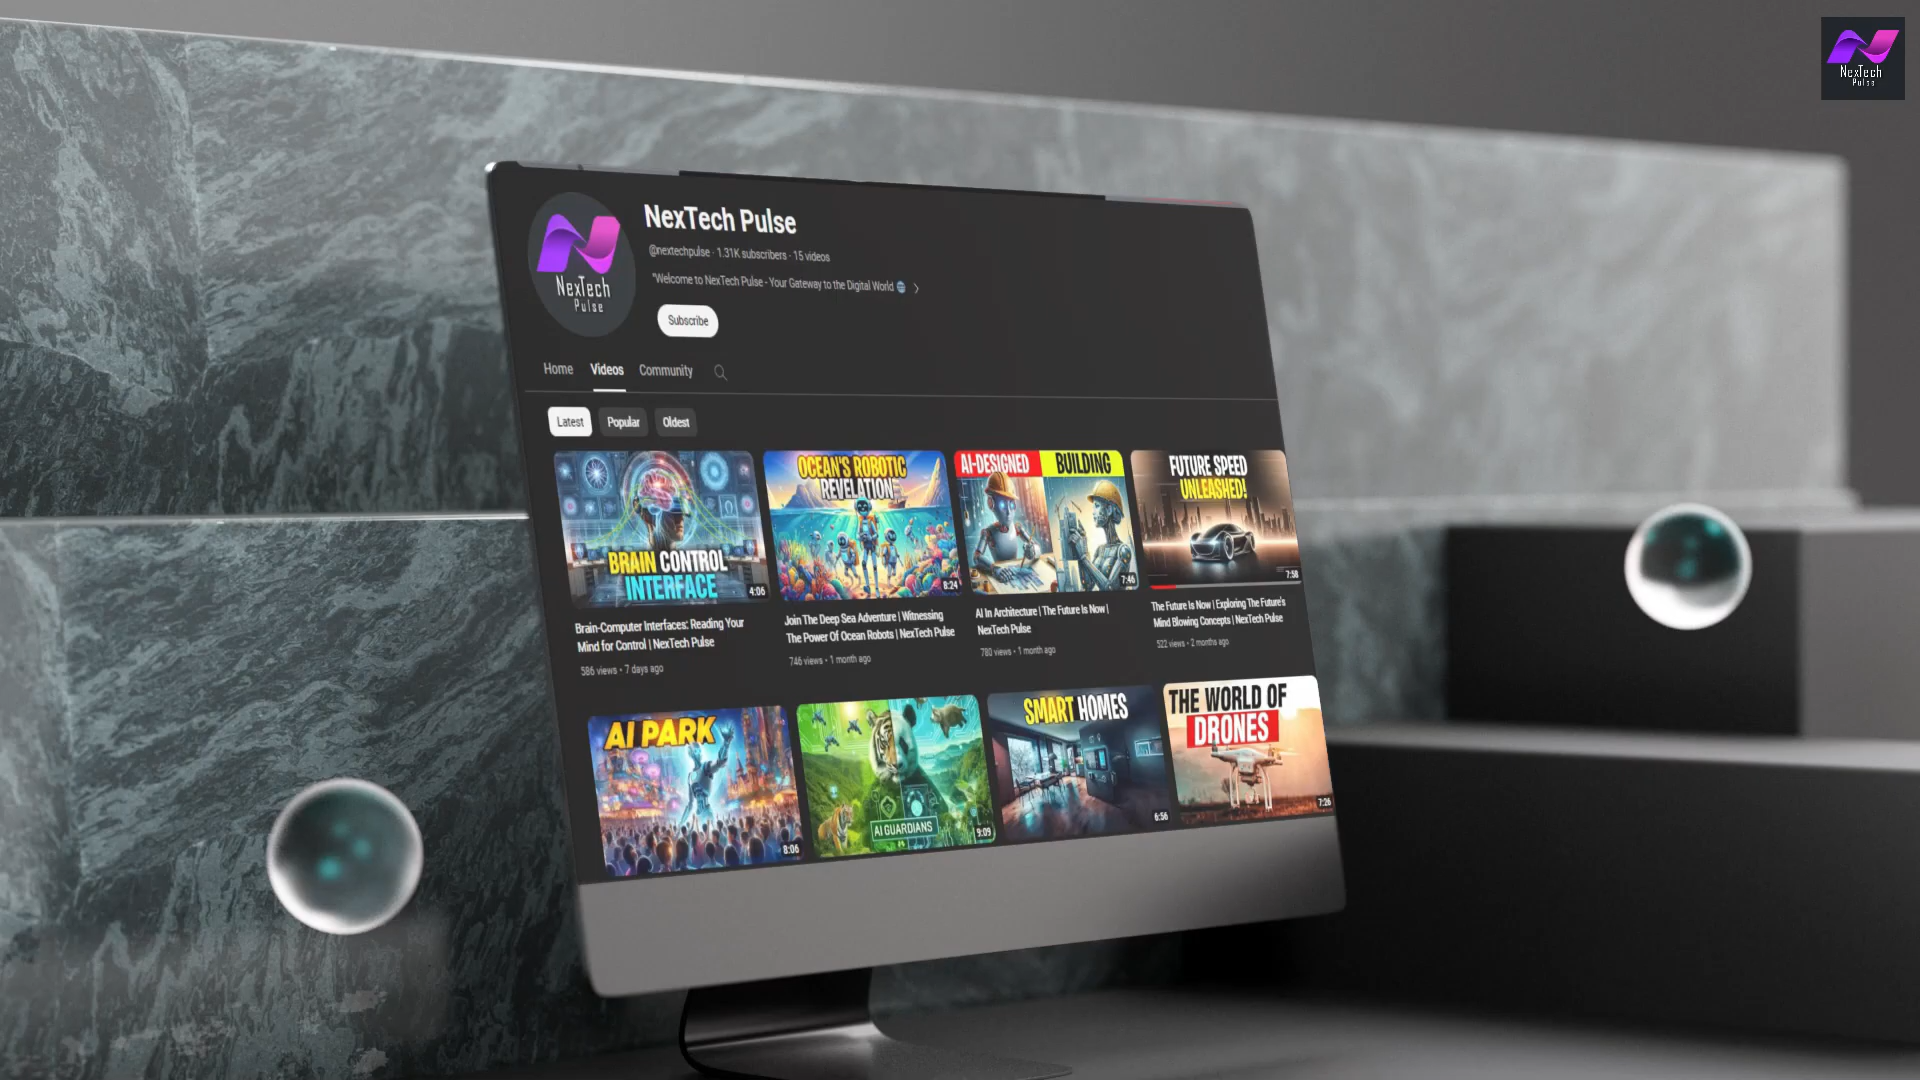 NexTech
Pulse
NexTech Pulse
@nextechpulse · 1.31K subscribers · 15 videos
"Welcome to NexTech Pulse - Your Gateway to the Digital World
Subscribe
NexTech
Pulse
Home Videos Community
Latest Popular Oldest
BRAIN CONTROL
INTERFACE
4:06
OCEAN'S ROBOTIC
REVELATION
8:24
AI-DESIGNED BUILDING
7:46
FUTURE SPEED
UNLEASHED!
7:58
Brain-Computer Interfaces: Reading Your
Mind for Control | NexTech Pulse
586 views • 7 days ago
Join The Deep Sea Adventure | Witnessing
The Power Of Ocean Robots | NexTech Pulse
746 views • 1 month ago
AI In Architecture | The Future Is Now |
NexTech Pulse
780 views • 1 month ago
The Future Is Now | Exploring The Future's
Mind Blowing Concepts | NexTech Pulse
522 views • 2 months ago
AI PARK
8:06
AI GUARDIANS
9:09
SMART HOMES
6:56
THE WORLD OF
DRONES
7:26